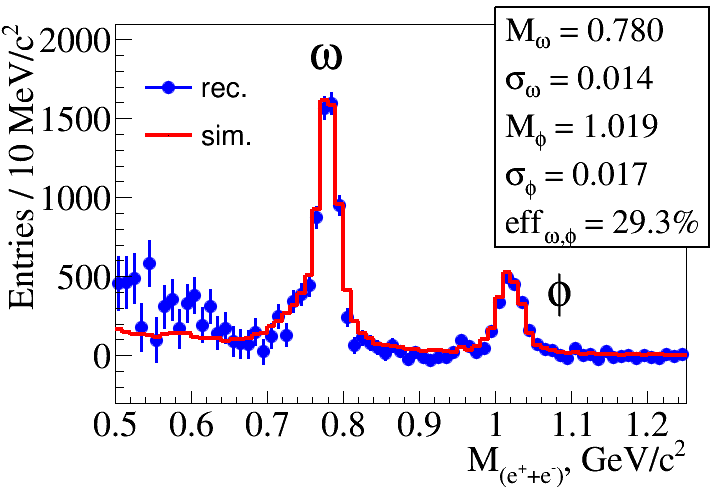 Entries / 10 MeV/c²
2000
1500
1000
500
0
rec.
sim.
ω
ϕ
M_ω = 0.780
σ_ω = 0.014
M_ϕ = 1.019
σ_ϕ = 0.017
eff_ω,ϕ = 29.3%
0.5 0.6 0.7 0.8 0.9 1 1.1 1.2
M_(e⁺+e⁻), GeV/c²